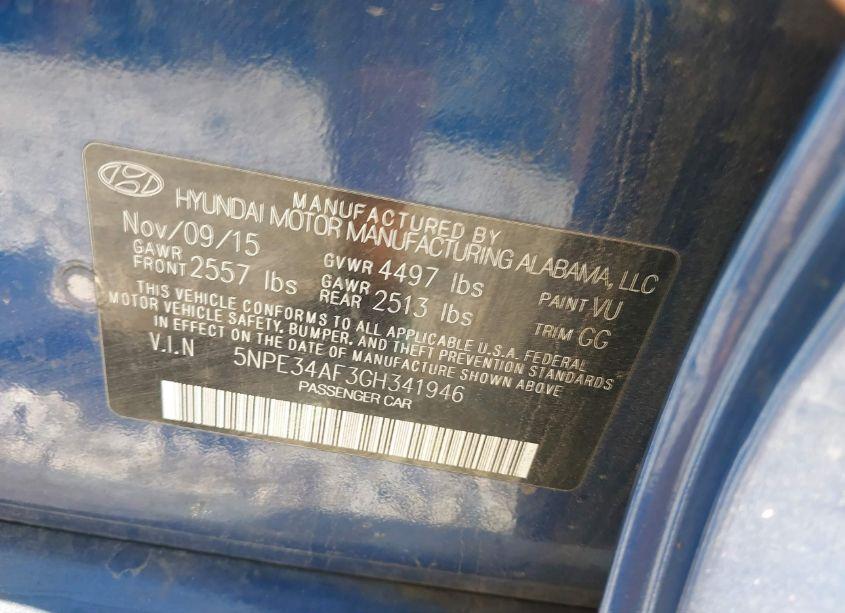 MANUFACTURED BY
HYUNDAI MOTOR MANUFACTURING ALABAMA, LLC
Nov/09/15 GVWR 4497 lbs PAINT VU
GAWR FRONT 2557 lbs GAWR REAR 2513 lbs TRIM GG
THIS VEHICLE CONFORMS TO ALL APPLICABLE U.S.A. FEDERAL
MOTOR VEHICLE SAFETY, BUMPER, AND THEFT PREVENTION STANDARDS
IN EFFECT ON THE DATE OF MANUFACTURE SHOWN ABOVE
V.I.N 5NPE34AF3GH341946
PASSENGER CAR